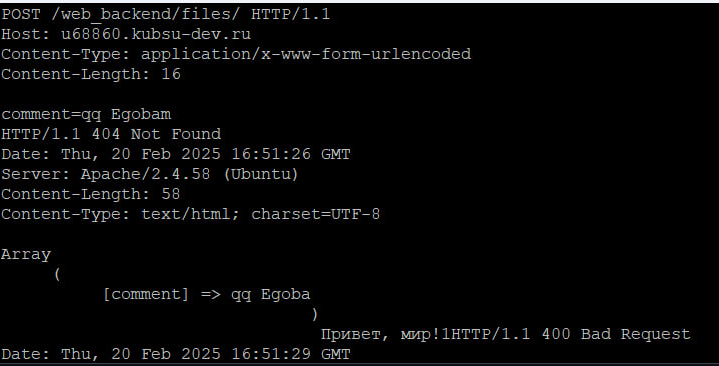 POST /web_backend/files/ HTTP/1.1
Host: u68860.kubsu-dev.ru
Content-Type: application/x-www-form-urlencoded
Content-Length: 16

comment=qq Egobam
HTTP/1.1 404 Not Found
Date: Thu, 20 Feb 2025 16:51:26 GMT
Server: Apache/2.4.58 (Ubuntu)
Content-Length: 58
Content-Type: text/html; charset=UTF-8

Array
(
[comment] => qq Egoba
)
Привет, мир!1HTTP/1.1 400 Bad Request
Date: Thu, 20 Feb 2025 16:51:29 GMT